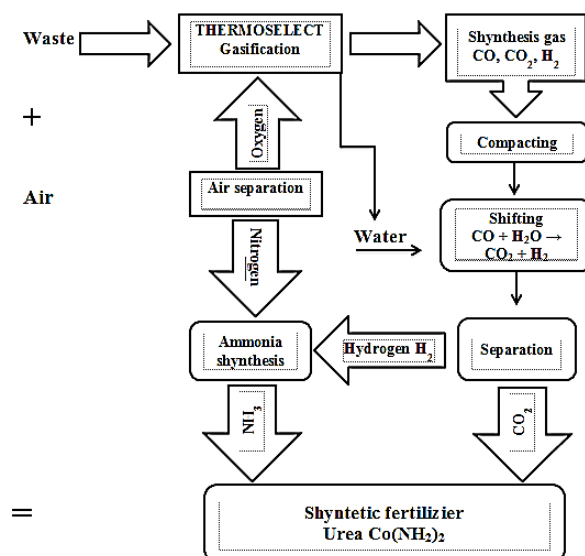 Waste
THERMOSELECT
Gasification
Shynthesis gas
CO, CO₂, H₂
+
Oxygen
Compacting
Air
Air separation
Shifting
CO + H₂O →
CO₂ + H₂
Water
Nitrogen
Ammonia
shynthesis
Hydrogen H₂
Separation
NH₃
CO₂
=
Shyntetic fertilizier
Urea Co(NH₂)₂